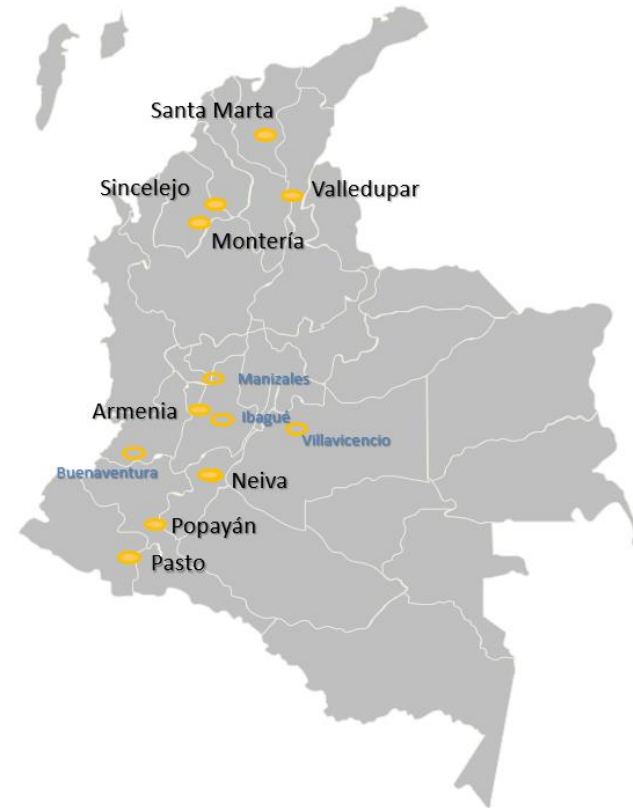 Santa Marta
Sincelejo
Valledupar
Montería
Manizales
Armenia
Ibagué
Villavicencio
Buenaventura
Neiva
Popayán
Pasto